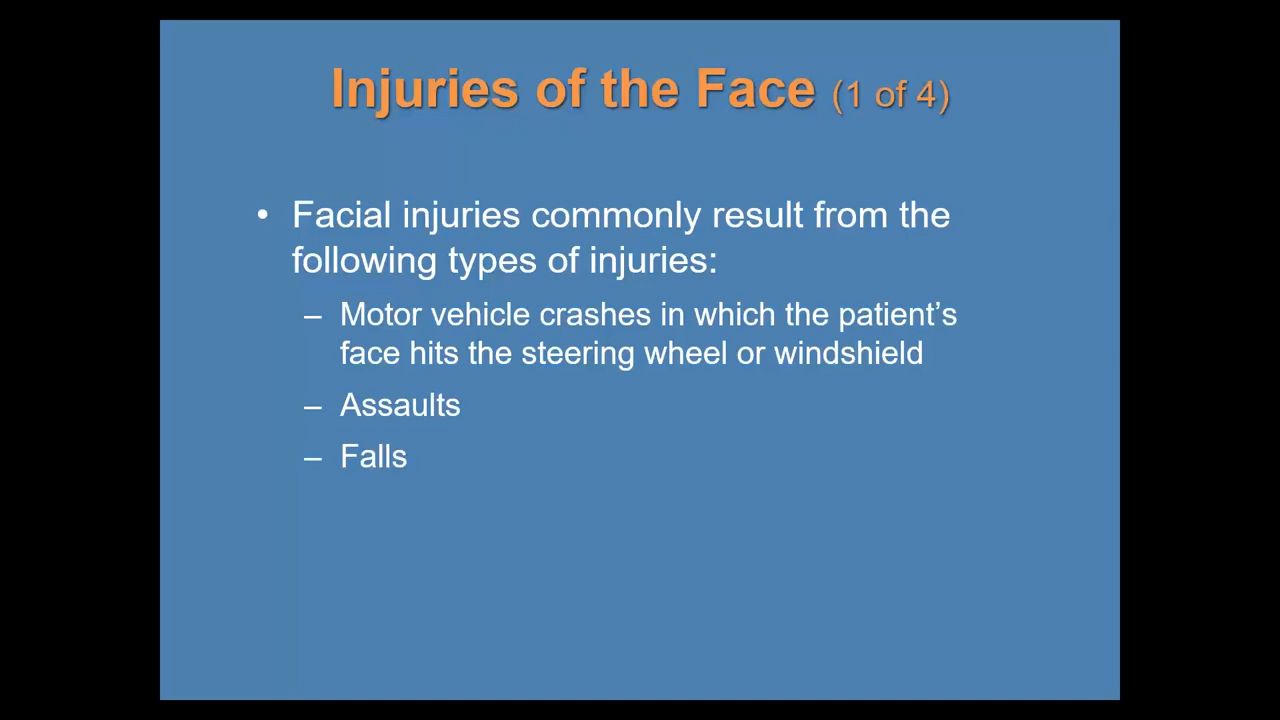 Injuries of the Face (1 of 4)
• Facial injuries commonly result from the
following types of injuries:
– Motor vehicle crashes in which the patient’s
face hits the steering wheel or windshield
– Assaults
– Falls